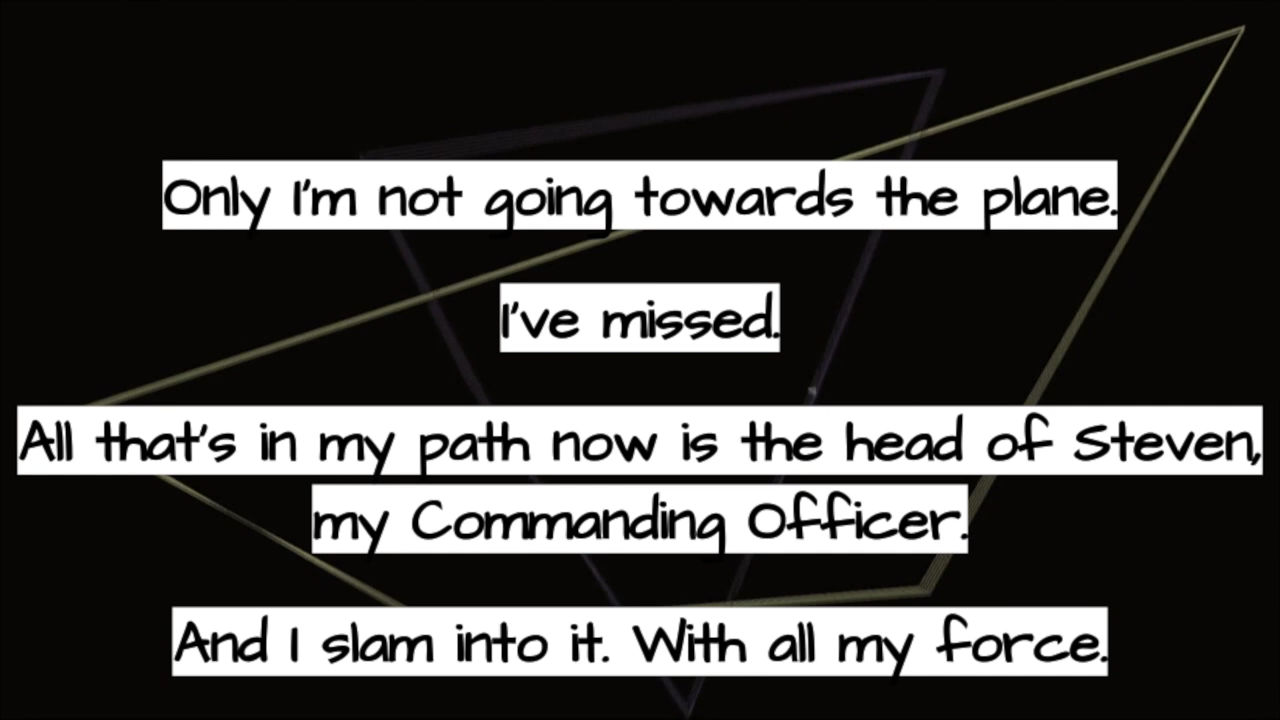 Only I'm not going towards the plane.
I've missed.
All that's in my path now is the head of Steven,
my Commanding Officer.
And I slam into it. With all my force.